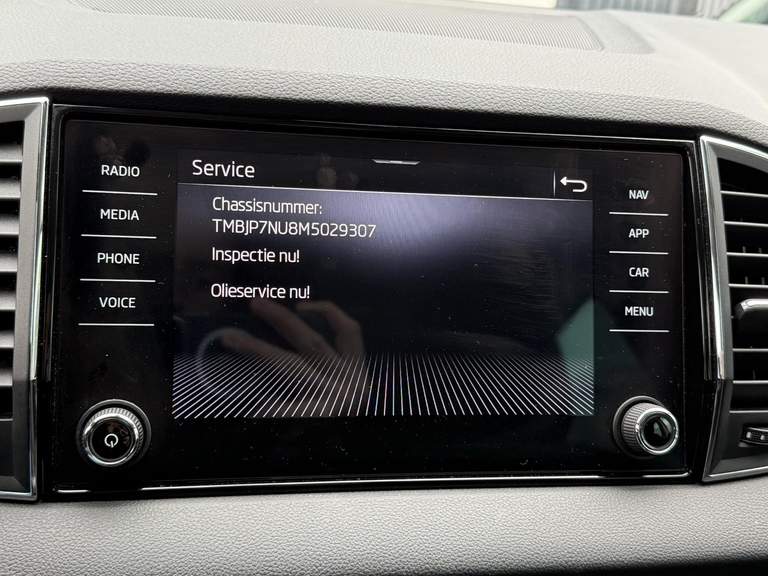 RADIO
MEDIA
PHONE
VOICE
Service
Chassisnummer:
TMBJP7NU8M5029307
Inspectie nu!
Olieservice nu!
NAV
APP
CAR
MENU